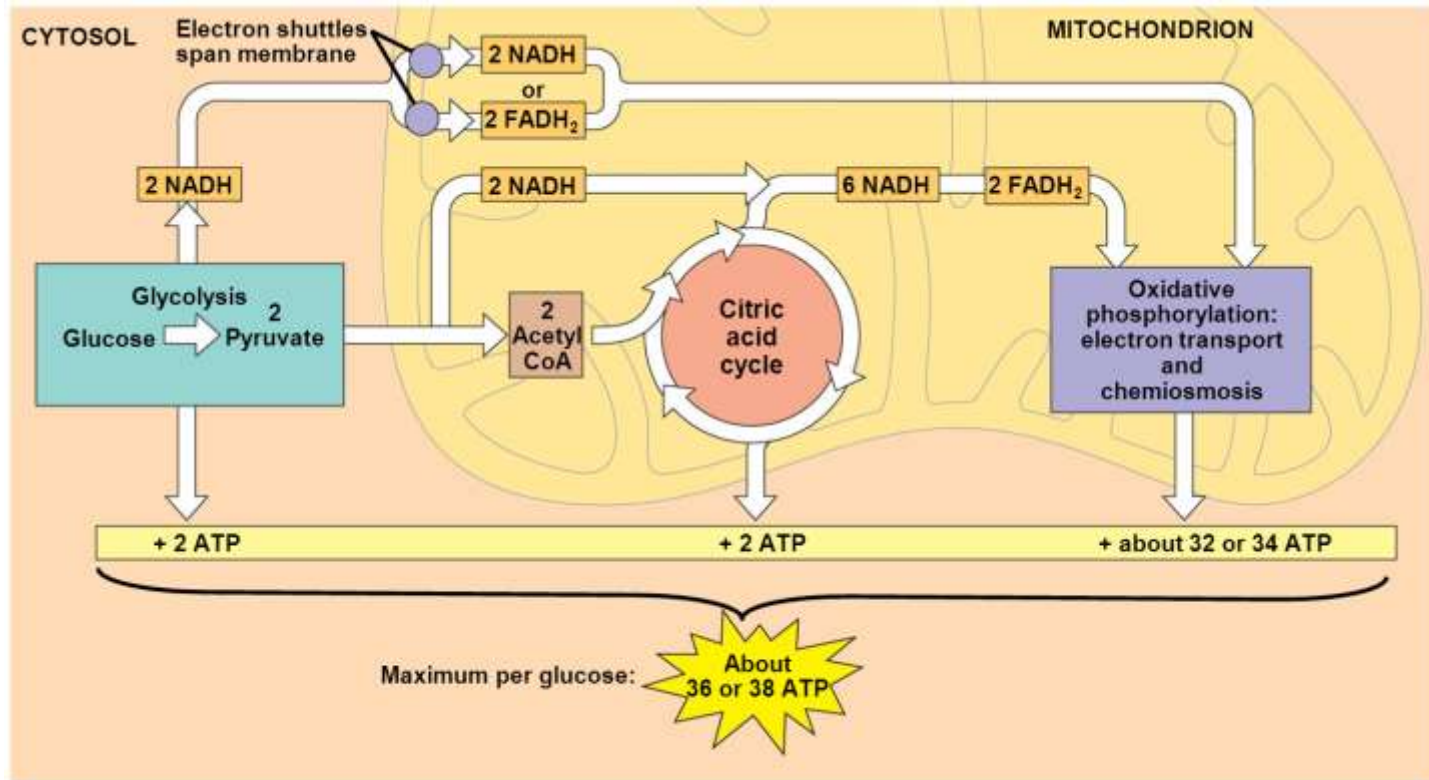 CYTOSOL
Electron shuttles
span membrane
MITOCHONDRION
2 NADH
or
2 FADH₂
2 NADH
2 NADH
6 NADH
2 FADH₂
Glycolysis
Glucose
2
Pyruvate
2
Acetyl
CoA
Citric
acid
cycle
Oxidative
phosphorylation:
electron transport
and
chemiosmosis
+ 2 ATP
+ 2 ATP
+ about 32 or 34 ATP
Maximum per glucose:
About
36 or 38 ATP